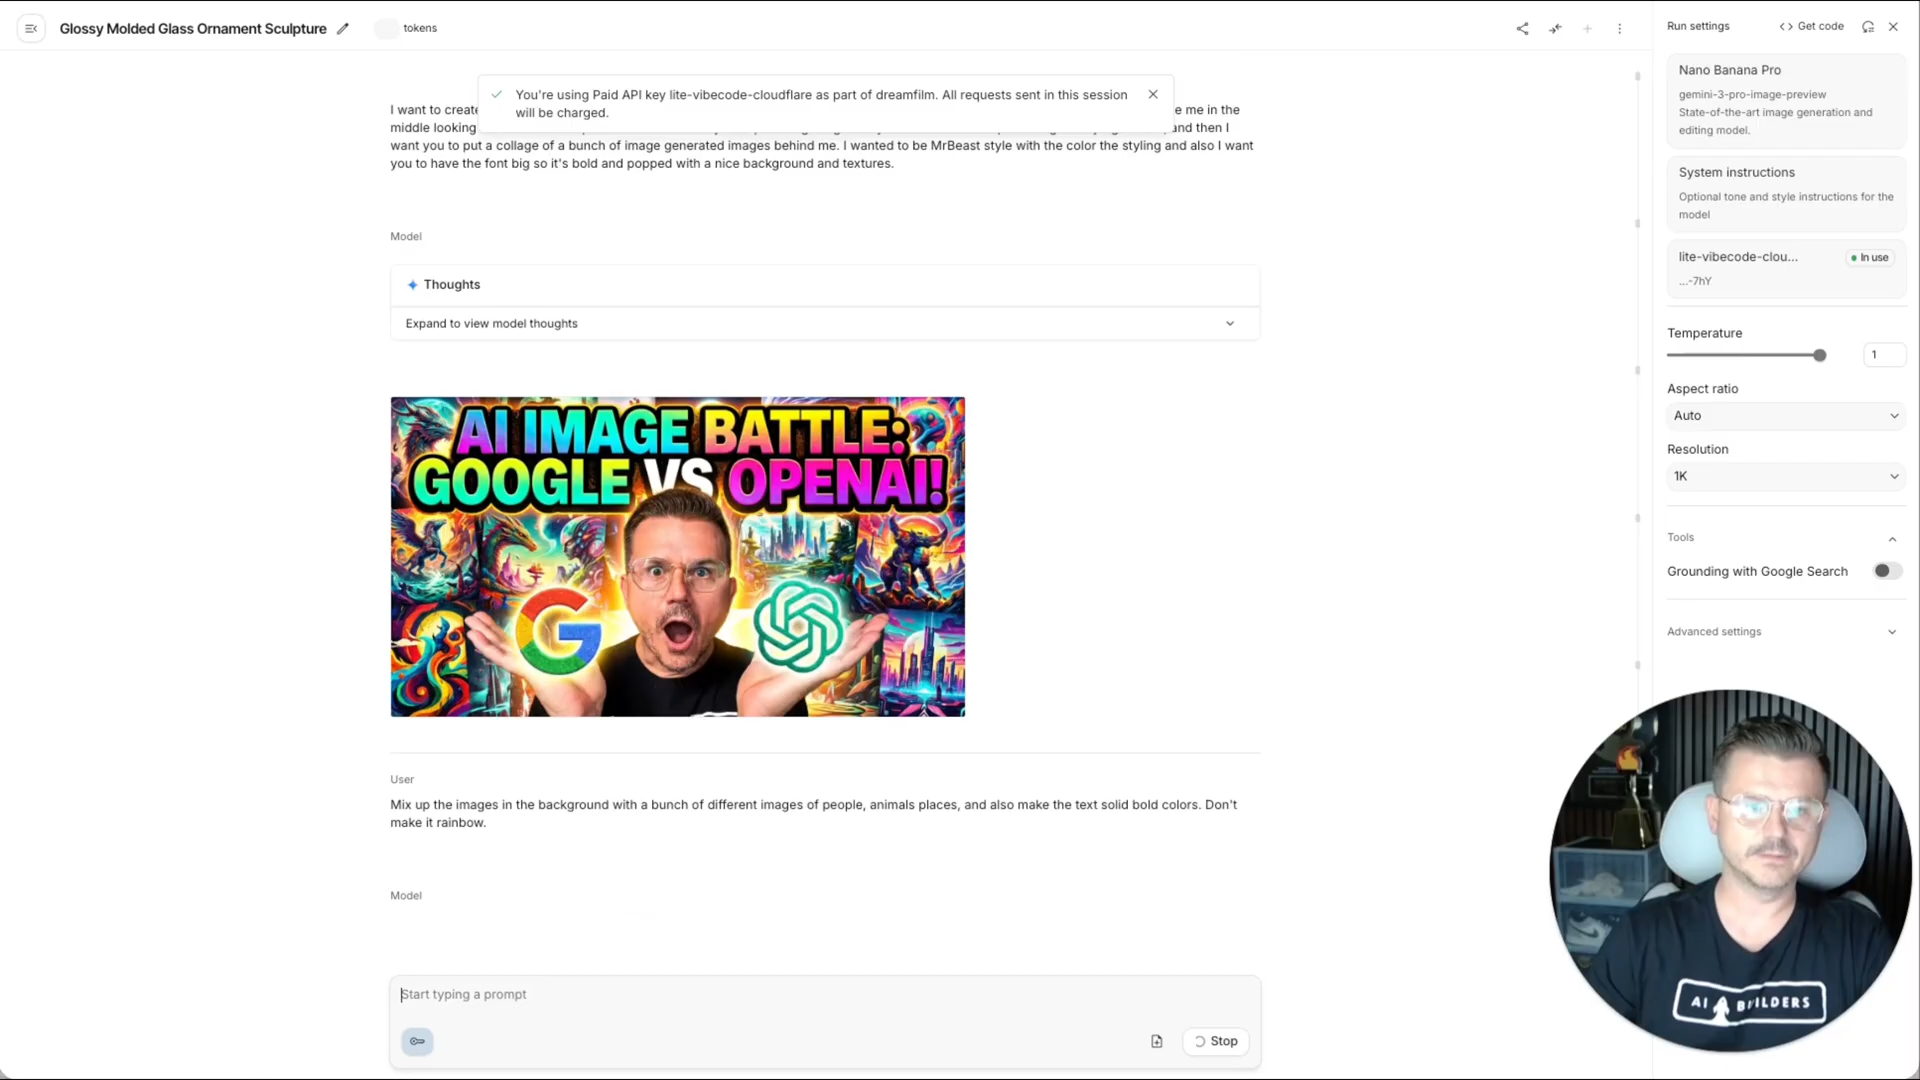 Glossy Molded Glass Ornament Sculpture
tokens
You're using Paid API key lite-vibecode-cloudflare as part of dreamfilm. All requests sent in this session
will be charged.
I want to create
e me in the
middle looking
and then I
want you to put a collage of a bunch of image generated images behind me. I wanted to be MrBeast style with the color the styling and also I want
you to have the font big so it's bold and popped with a nice background and textures.
Model
Thoughts
Expand to view model thoughts
AI IMAGE BATTLE:
GOOGLE VS OPENAI!
User
Mix up the images in the background with a bunch of different images of people, animals places, and also make the text solid bold colors. Don't
make it rainbow.
Model
Start typing a prompt
Stop
Run settings
Get code
Nano Banana Pro
gemini-3-pro-image-preview
State-of-the-art image generation and
editing model.
System instructions
Optional tone and style instructions for the
model
lite-vibecode-clou...
In use
...-7hY
Temperature
1
Aspect ratio
Auto
Resolution
1K
Tools
Grounding with Google Search
Advanced settings
AI BUILDERS